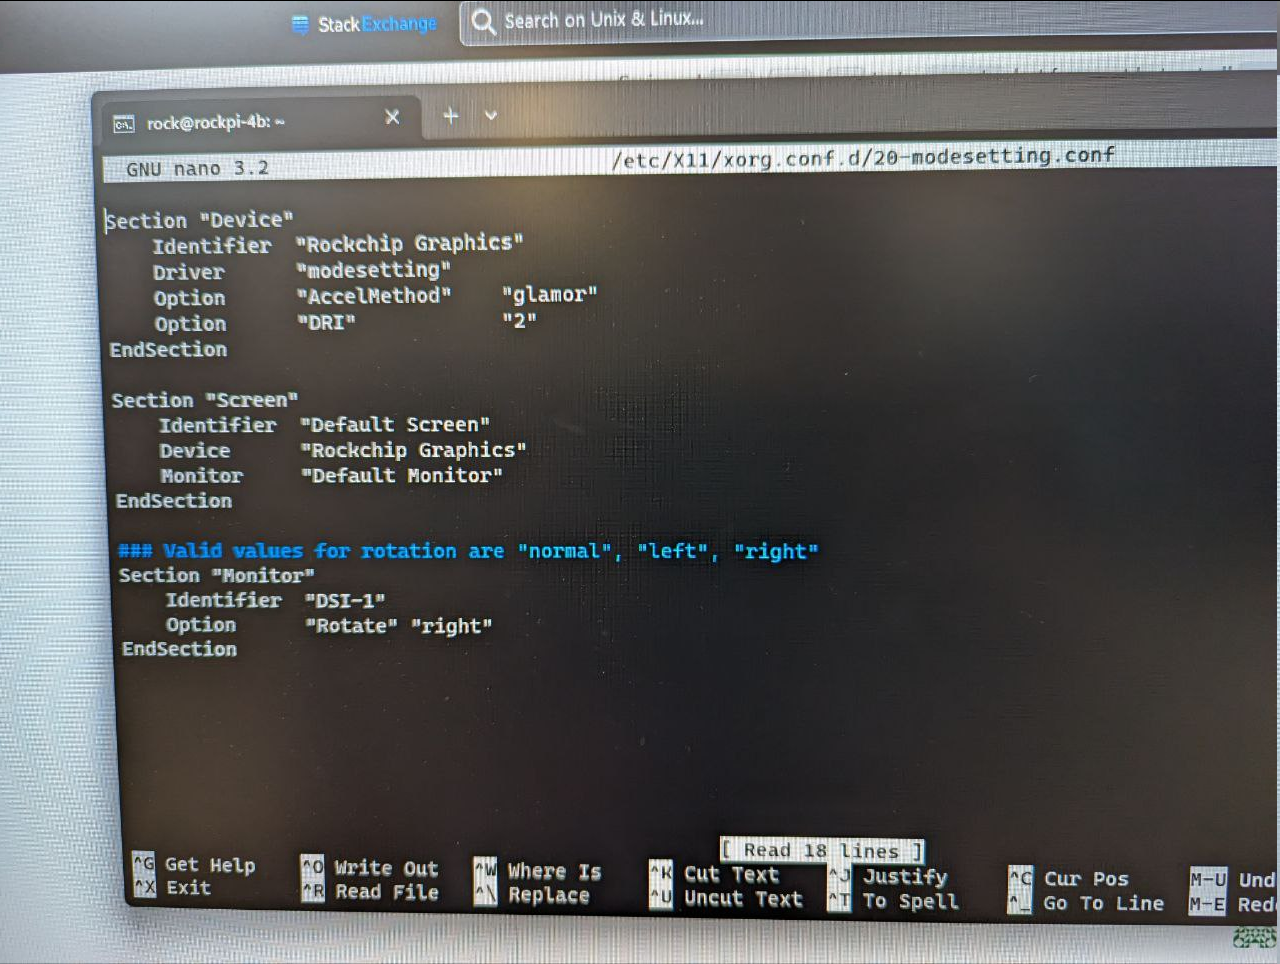 StackExchange Search on Unix & Linux...
rock@rockpi-4b: ~
GNU nano 3.2 /etc/X11/xorg.conf.d/20-modesetting.conf
Section "Device"
    Identifier  "Rockchip Graphics"
    Driver      "modesetting"
    Option      "AccelMethod"    "glamor"
    Option      "DRI"            "2"
EndSection

Section "Screen"
    Identifier  "Default Screen"
    Device      "Rockchip Graphics"
    Monitor     "Default Monitor"
EndSection

### Valid values for rotation are "normal", "left", "right"
Section "Monitor"
    Identifier  "DSI-1"
    Option      "Rotate" "right"
EndSection
[ Read 18 lines ]
^G Get Help ^O Write Out ^W Where Is ^K Cut Text ^J Justify ^C Cur Pos M-U Und
^X Exit ^R Read File ^\ Replace ^U Uncut Text ^T To Spell ^_ Go To Line M-E Red